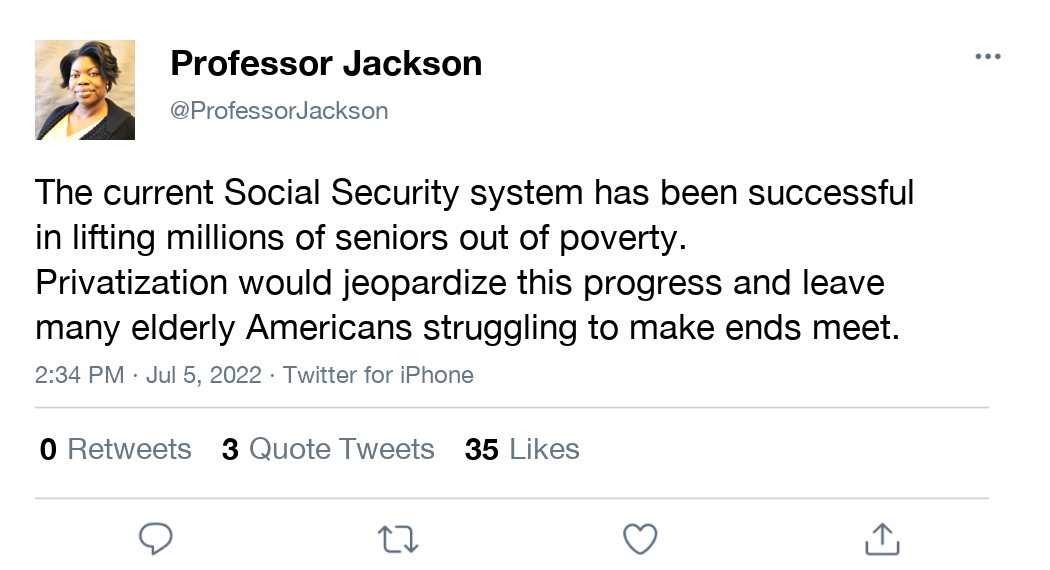 Professor Jackson
@ProfessorJackson
The current Social Security system has been successful
in lifting millions of seniors out of poverty.
Privatization would jeopardize this progress and leave
many elderly Americans struggling to make ends meet.
2:34 PM · Jul 5, 2022 · Twitter for iPhone
0 Retweets 3 Quote Tweets 35 Likes